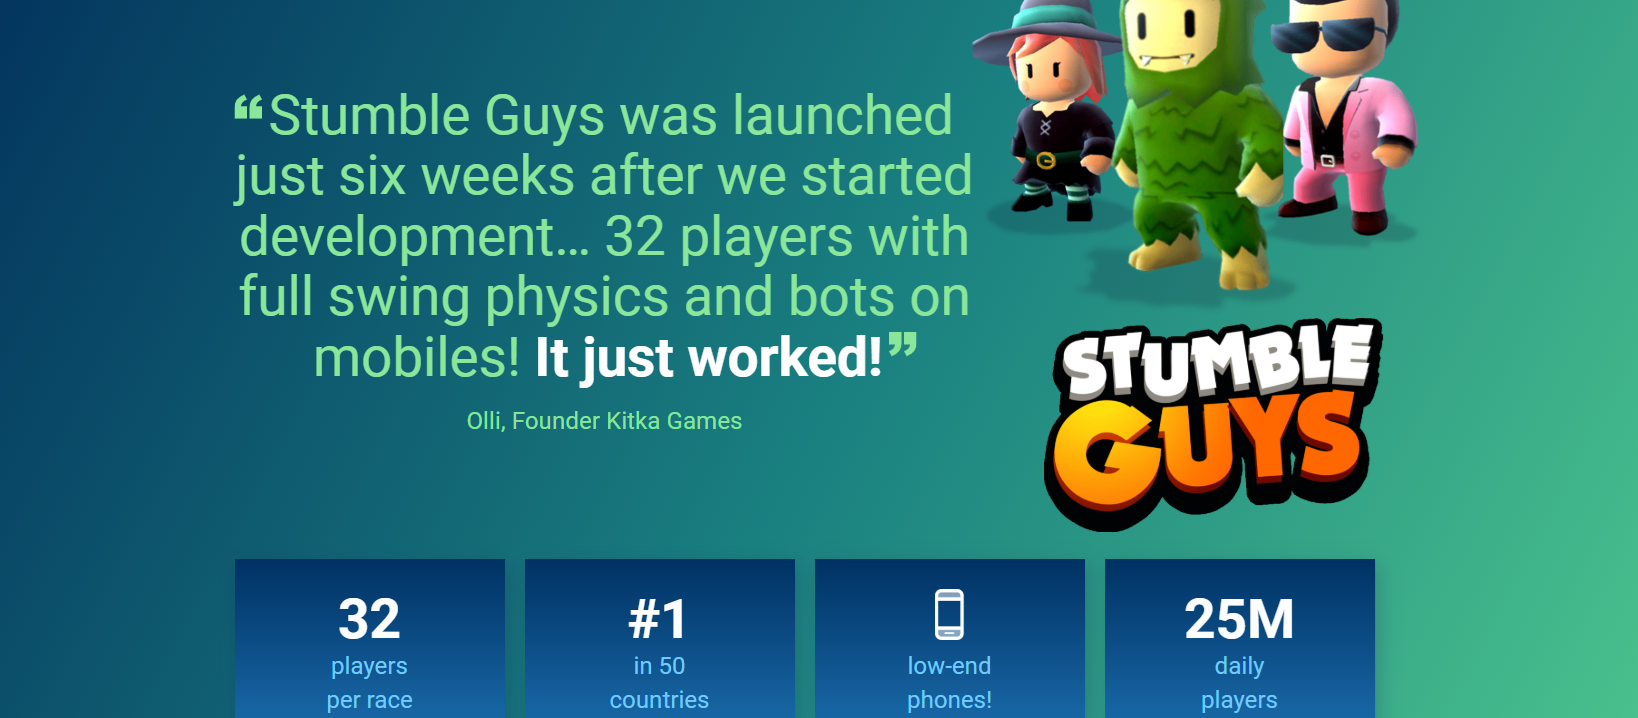 ❝Stumble Guys was launched
just six weeks after we started
development... 32 players with
full swing physics and bots on
mobiles! It just worked!❞
Olli, Founder Kitka Games
STUMBLE
GUYS
32
players
per race
#1
in 50
countries
low-end
phones!
25M
daily
players